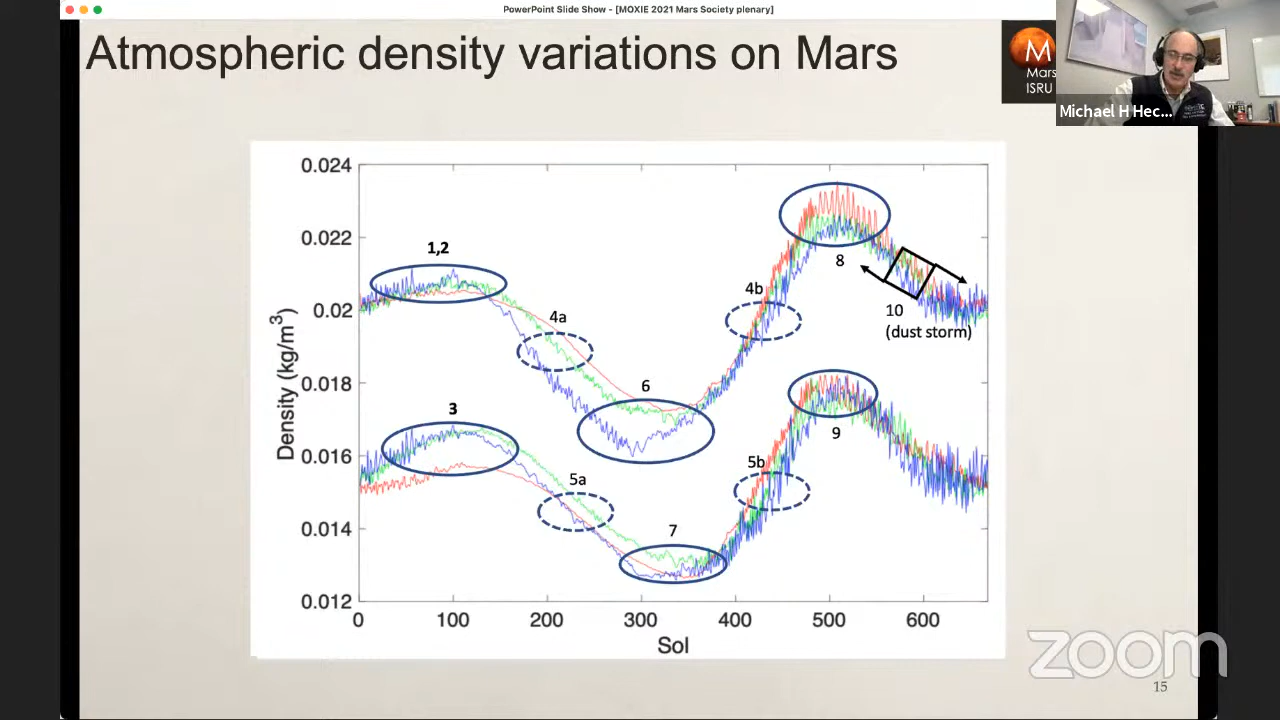 PowerPoint Slide Show - [MOXIE 2021 Mars Society plenary]
Atmospheric density variations on Mars
M
Mars
ISRU
Michael H Hec...
0.024
0.022
0.02
0.018
0.016
0.014
0.012
Density (kg/m³)
1,2
4a
6
4b
8
10
(dust storm)
3
5a
7
5b
9
0 100 200 300 400 500 600
Sol
zoom
15